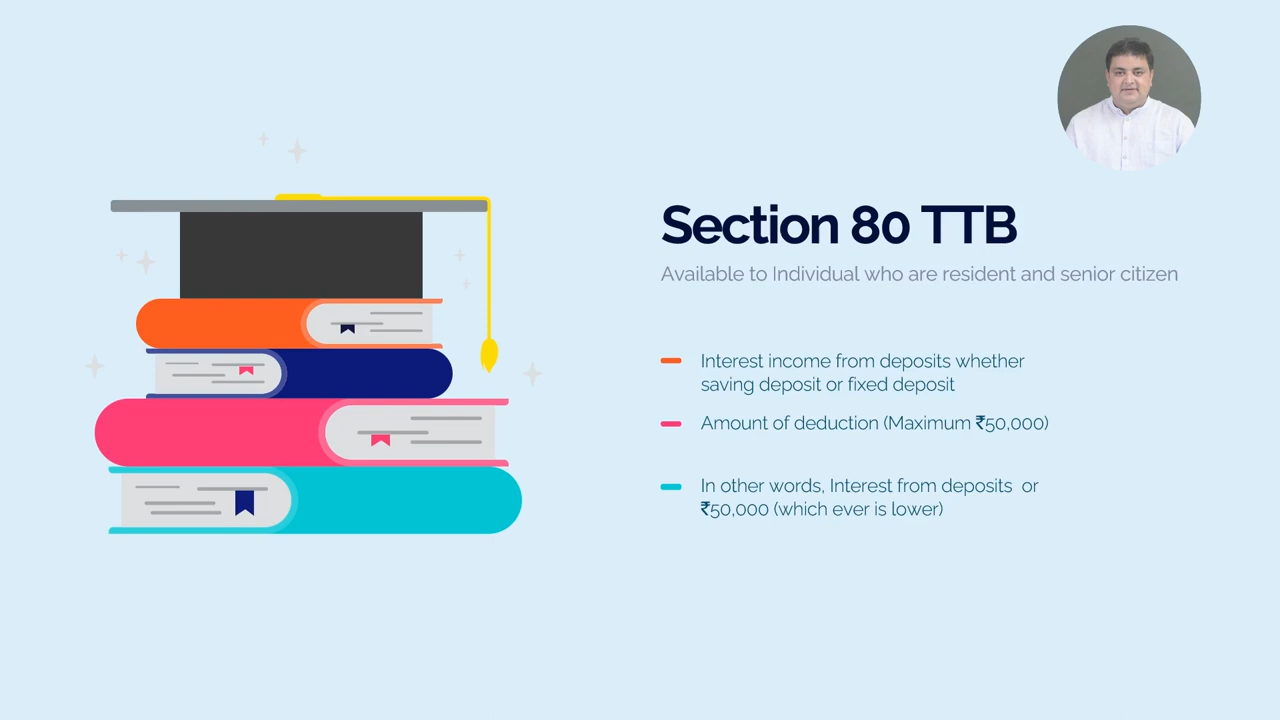 Section 80 TTB
Available to Individual who are resident and senior citizen
Interest income from deposits whether
saving deposit or fixed deposit
Amount of deduction (Maximum ₹50,000)
In other words, Interest from deposits or
₹50,000 (which ever is lower)